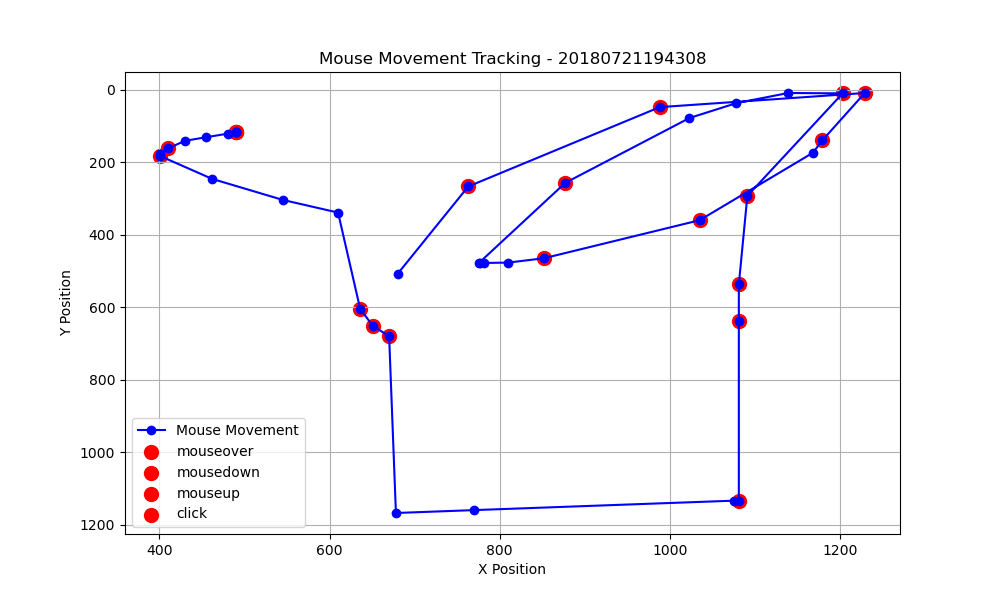 Mouse Movement Tracking - 20180721194308
0
200
400
600
800
1000
1200
Y Position
Mouse Movement
mouseover
mousedown
mouseup
click
400
600
800
1000
1200
X Position